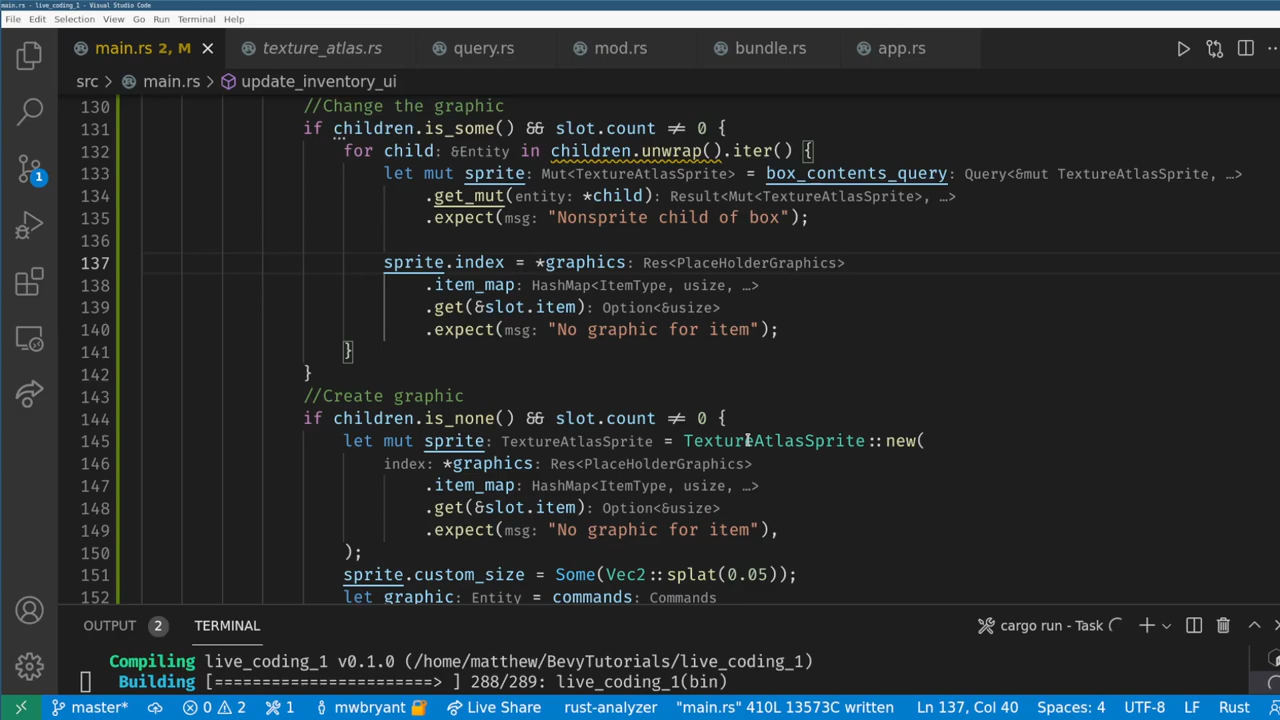 main.rs - live_coding_1 - Visual Studio Code
File Edit Selection View Go Run Terminal Help
main.rs 2, M texture_atlas.rs query.rs mod.rs bundle.rs app.rs
src > main.rs > update_inventory_ui
130 //Change the graphic
131 if children.is_some() && slot.count ≠ 0 {
132 for child: &Entity in children.unwrap().iter() {
133 let mut sprite: Mut<TextureAtlasSprite> = box_contents_query: Query<&mut TextureAtlasSprite, …>
134 .get_mut(entity: *child): Result<Mut<TextureAtlasSprite>, …>
135 .expect(msg: "Nonsprite child of box");
136
137 sprite.index = *graphics: Res<PlaceHolderGraphics>
138 .item_map: HashMap<ItemType, usize, …>
139 .get(&slot.item): Option<&usize>
140 .expect(msg: "No graphic for item");
141 }
142 }
143 //Create graphic
144 if children.is_none() && slot.count ≠ 0 {
145 let mut sprite: TextureAtlasSprite = TextureAtlasSprite::new(
146 index: *graphics: Res<PlaceHolderGraphics>
147 .item_map: HashMap<ItemType, usize, …>
148 .get(&slot.item): Option<&usize>
149 .expect(msg: "No graphic for item"),
150 );
151 sprite.custom_size = Some(Vec2::splat(0.05));
152 let graphic: Entity = commands: Commands
OUTPUT 2 TERMINAL cargo run - Task
Compiling live_coding_1 v0.1.0 (/home/matthew/BevyTutorials/live_coding_1)
Building [=======================> ] 288/289: live_coding_1(bin)
master* 0 2 1 mwbryant Live Share rust-analyzer "main.rs" 410L 13573C written Ln 137, Col 40 Spaces: 4 UTF-8 LF Rust
1